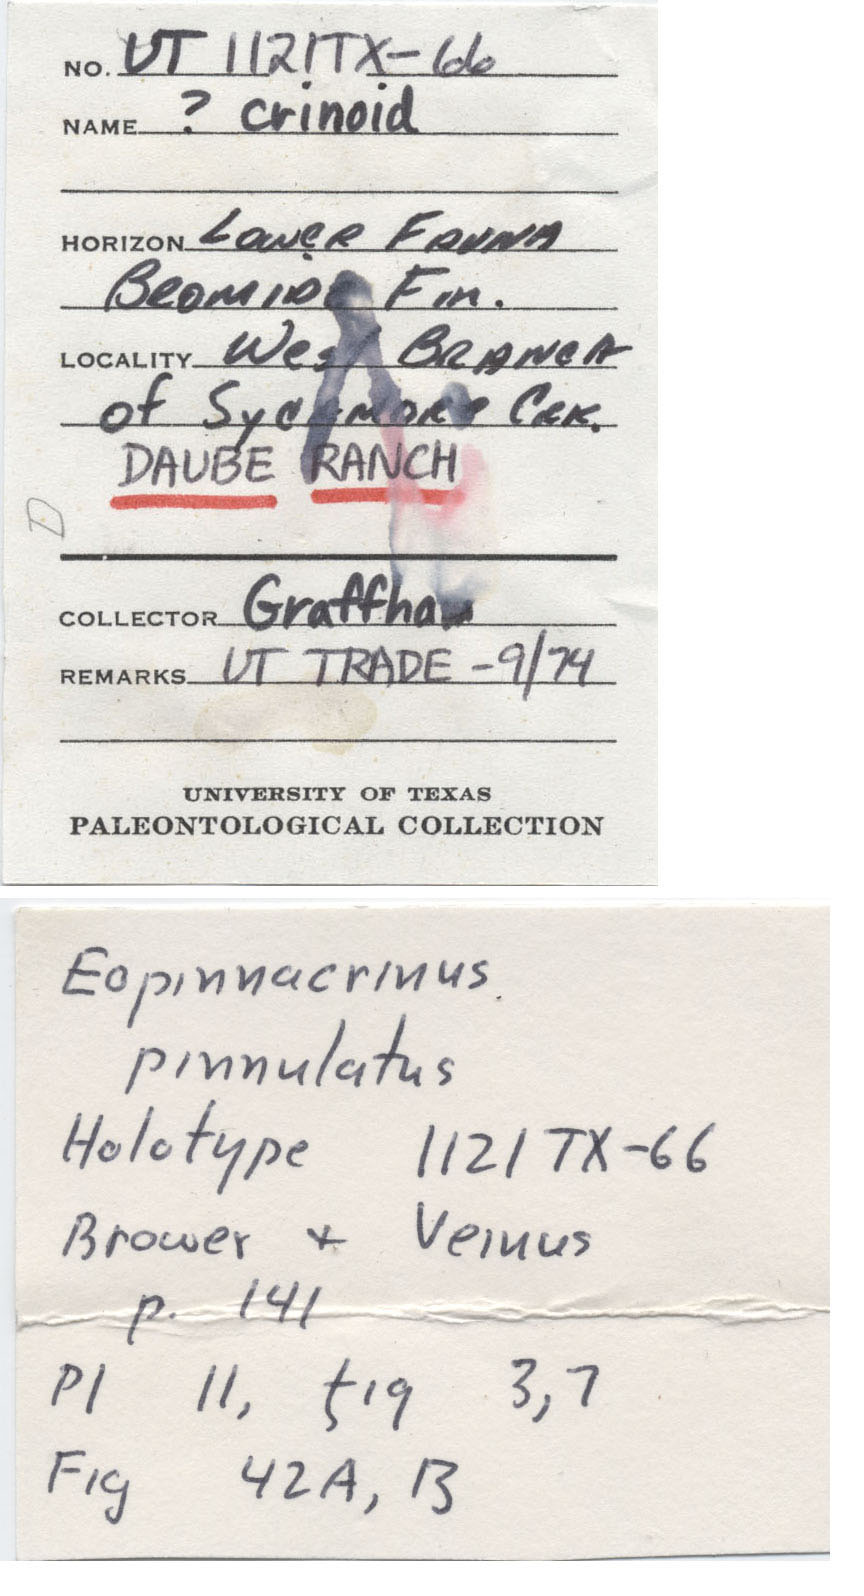 NO. UT 1121TX-66
NAME ? crinoid
HORIZON LOWER FAUNA
BROMIDE Fm.
LOCALITY West BRANCH
of Sycamore CRK.
DAUBE RANCH
D
COLLECTOR Graffham
REMARKS UT TRADE -9/74
UNIVERSITY OF TEXAS
PALEONTOLOGICAL COLLECTION
Eopinnacrinus
pinnulatus
Holotype 1121 TX-66
Brower + Veinus
p. 141
Pl 11, fig 3,7
Fig 42A, B